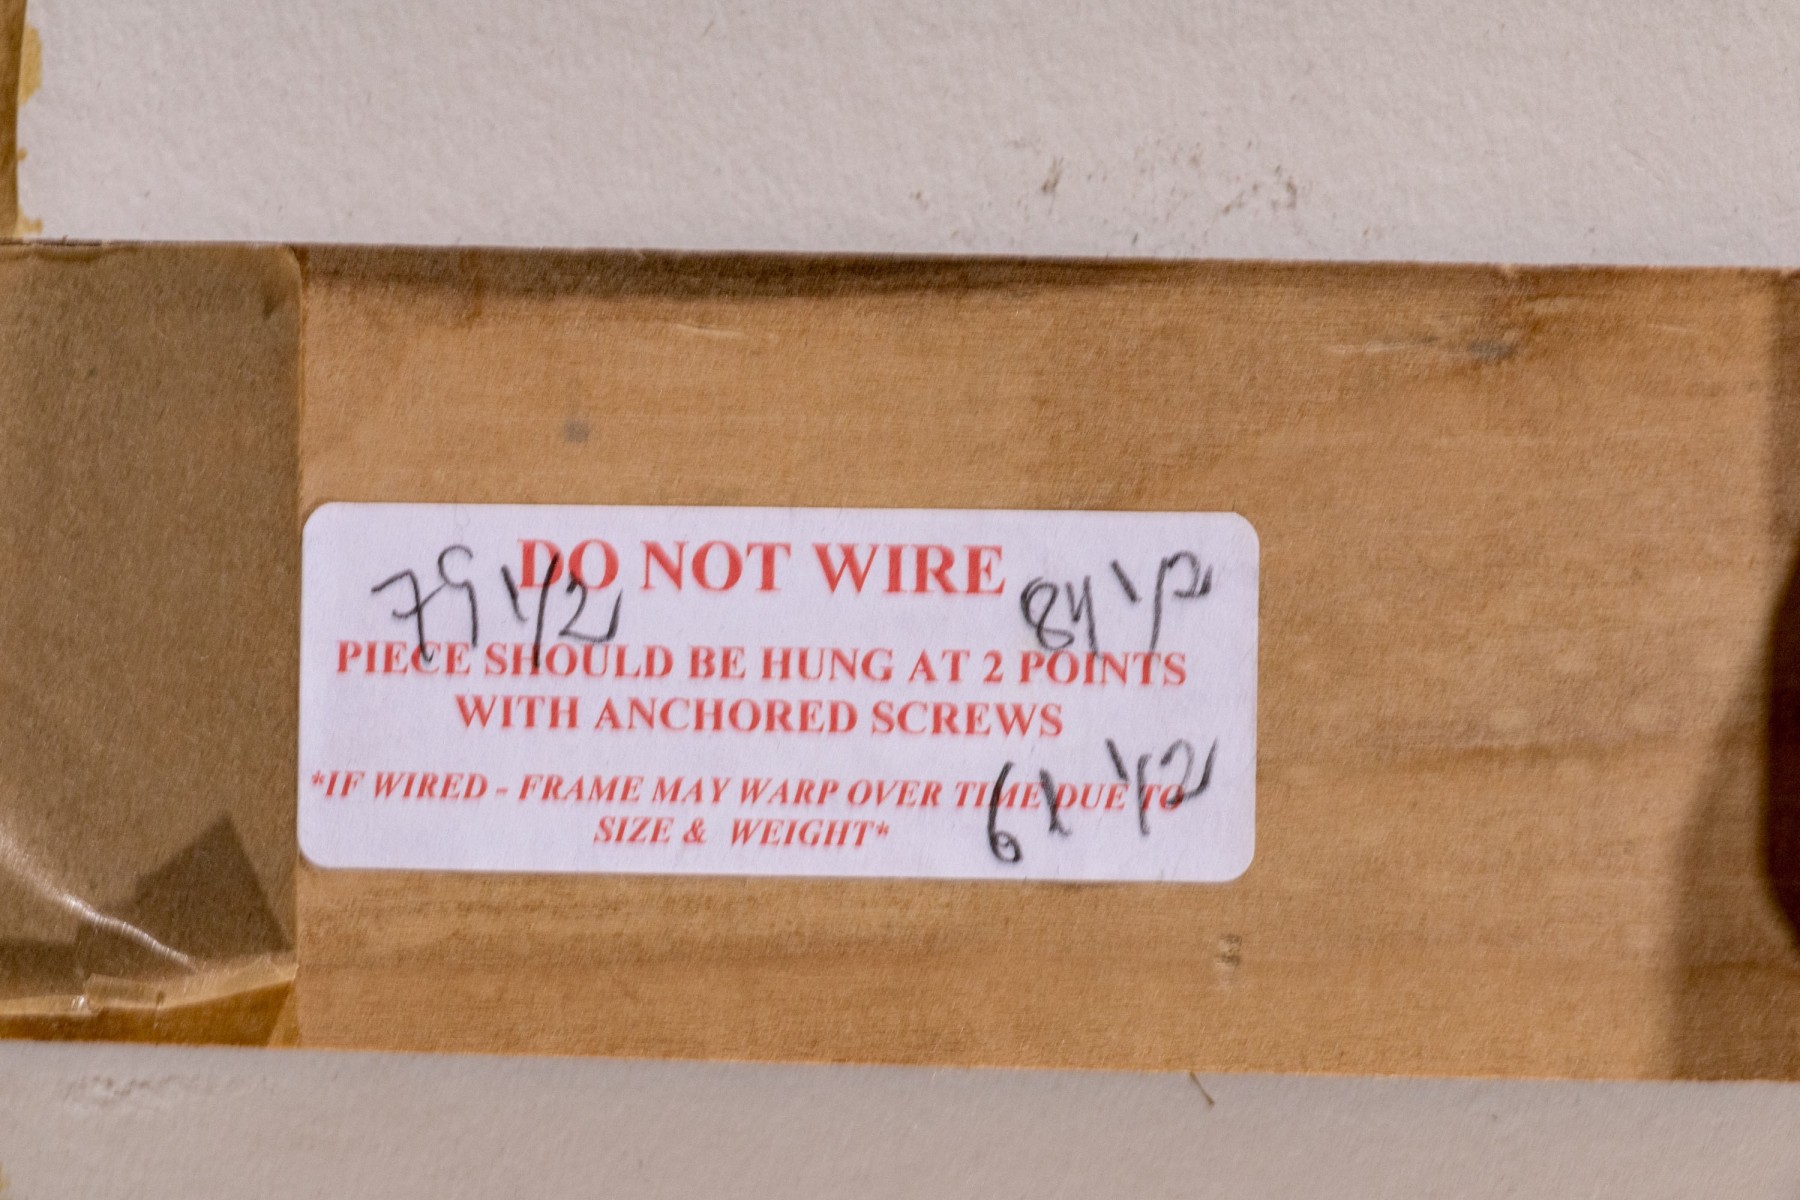 DO NOT WIRE
79 1/2
84 1/2
PIECE SHOULD BE HUNG AT 2 POINTS
WITH ANCHORED SCREWS
*IF WIRED - FRAME MAY WARP OVER TIME DUE TO
SIZE & WEIGHT*
61 1/2